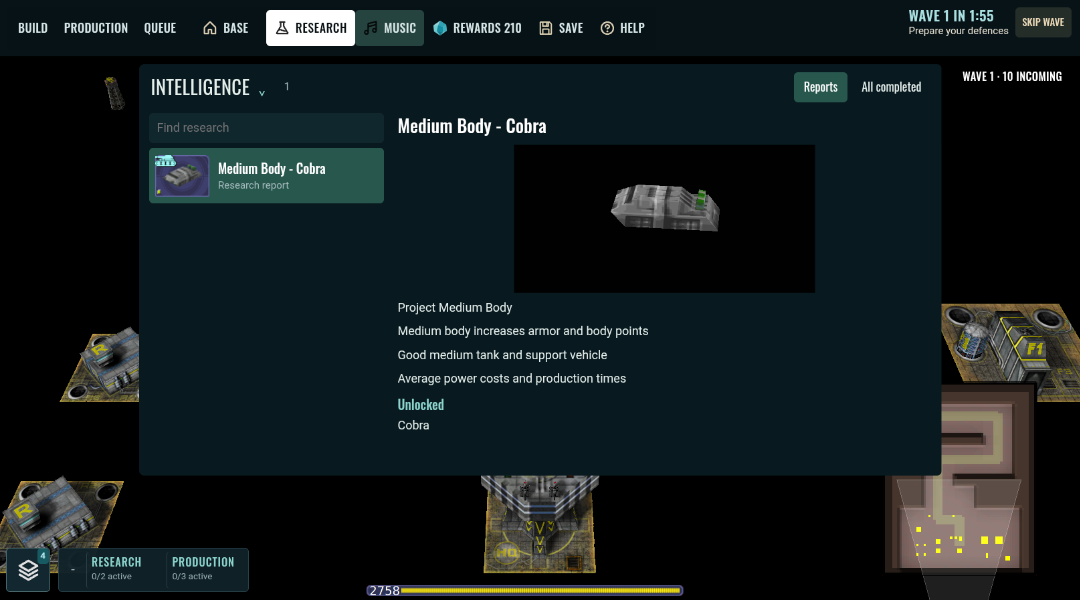 BUILD PRODUCTION QUEUE BASE RESEARCH MUSIC REWARDS 210 SAVE HELP
WAVE 1 IN 1:55
Prepare your defences
SKIP WAVE
WAVE 1 · 10 INCOMING
INTELLIGENCE 1
Reports All completed
Find research
Medium Body - Cobra
Research report
Medium Body - Cobra
Project Medium Body
Medium body increases armor and body points
Good medium tank and support vehicle
Average power costs and production times
Unlocked
Cobra
R
F1
R
HQ
4
-
RESEARCH
0/2 active
PRODUCTION
0/3 active
2758